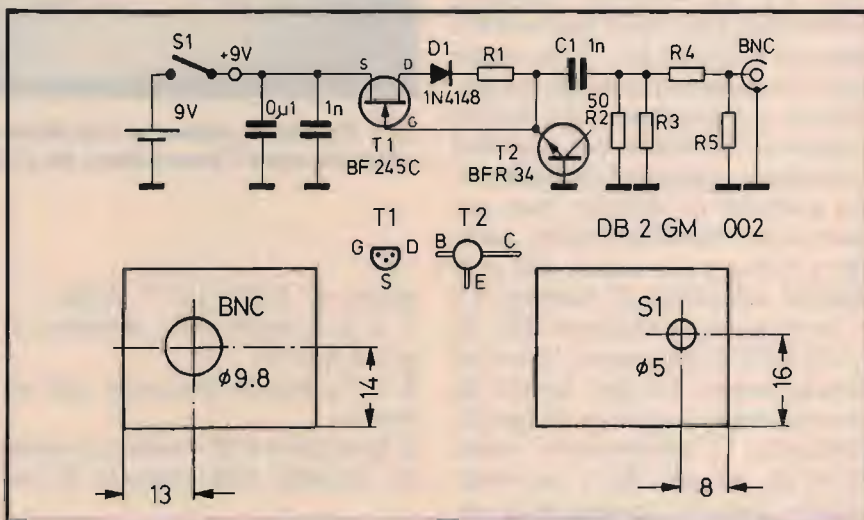 S1
+9V
9V
0µ1
1n
S
D
G
T1
BF 245C
D1
1N4148
R1
C1 1n
T2
BFR 34
50
R2
R3
R4
R5
BNC
T1
G
D
S
T2
B
C
E
DB 2 GM 002
BNC
ø9.8
14
13
S1
ø5
16
8